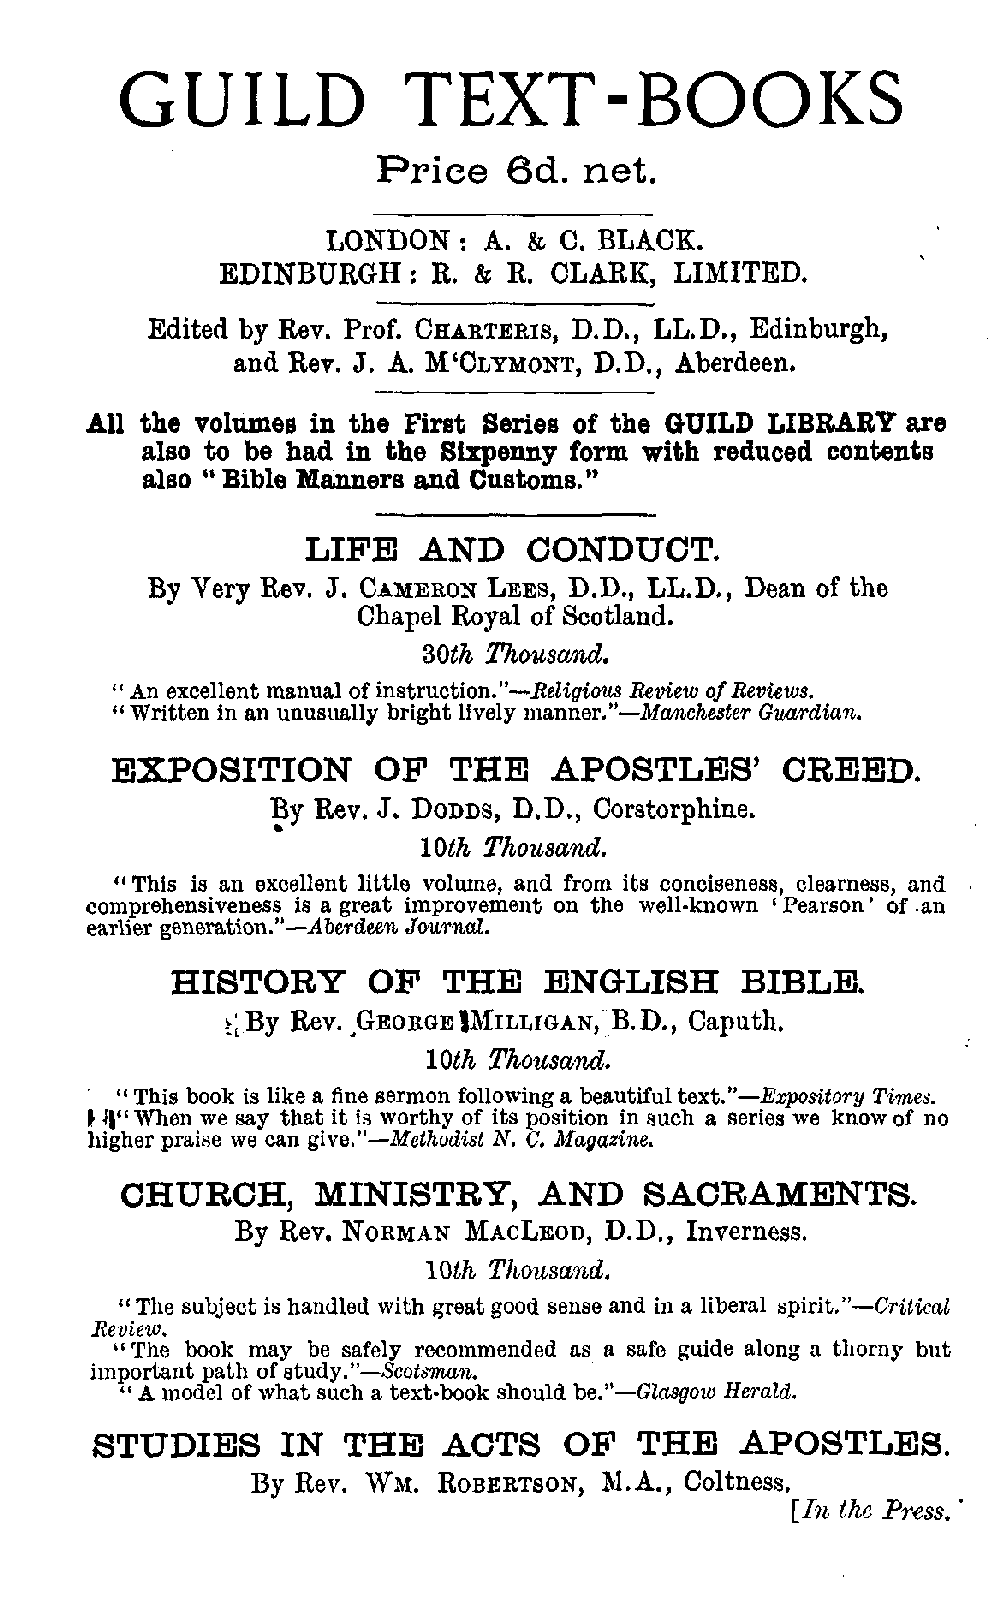 GUILD TEXT-BOOKS
Price 6d. net.
LONDON: A. & C. BLACK.
EDINBURGH: R. & R. CLARK, LIMITED.
Edited by Rev. Prof. CHARTERIS, D.D., LL.D., Edinburgh,
and Rev. J. A. M‘CLYMONT, D.D., Aberdeen.
All the volumes in the First Series of the GUILD LIBRARY are
also to be had in the Sixpenny form with reduced contents
also “Bible Manners and Customs.”
LIFE AND CONDUCT.
By Very Rev. J. CAMERON LEES, D.D., LL.D., Dean of the
Chapel Royal of Scotland.
30th Thousand.
“An excellent manual of instruction.”—Religious Review of Reviews.
“Written in an unusually bright lively manner.”—Manchester Guardian.
EXPOSITION OF THE APOSTLES’ CREED.
By Rev. J. DODDS, D.D., Corstorphine.
10th Thousand.
“This is an excellent little volume, and from its conciseness, clearness, and
comprehensiveness is a great improvement on the well-known ‘Pearson’ of an
earlier generation.”—Aberdeen Journal.
HISTORY OF THE ENGLISH BIBLE.
By Rev. GEORGE MILLIGAN, B.D., Caputh.
10th Thousand.
“This book is like a fine sermon following a beautiful text.”—Expository Times.
“When we say that it is worthy of its position in such a series we know of no
higher praise we can give.”—Methodist N. C. Magazine.
CHURCH, MINISTRY, AND SACRAMENTS.
By Rev. NORMAN MACLEOD, D.D., Inverness.
10th Thousand.
“The subject is handled with great good sense and in a liberal spirit.”—Critical
Review.
“The book may be safely recommended as a safe guide along a thorny but
important path of study.”—Scotsman.
“A model of what such a text-book should be.”—Glasgow Herald.
STUDIES IN THE ACTS OF THE APOSTLES.
By Rev. WM. ROBERTSON, M.A., Coltness.
[In the Press.